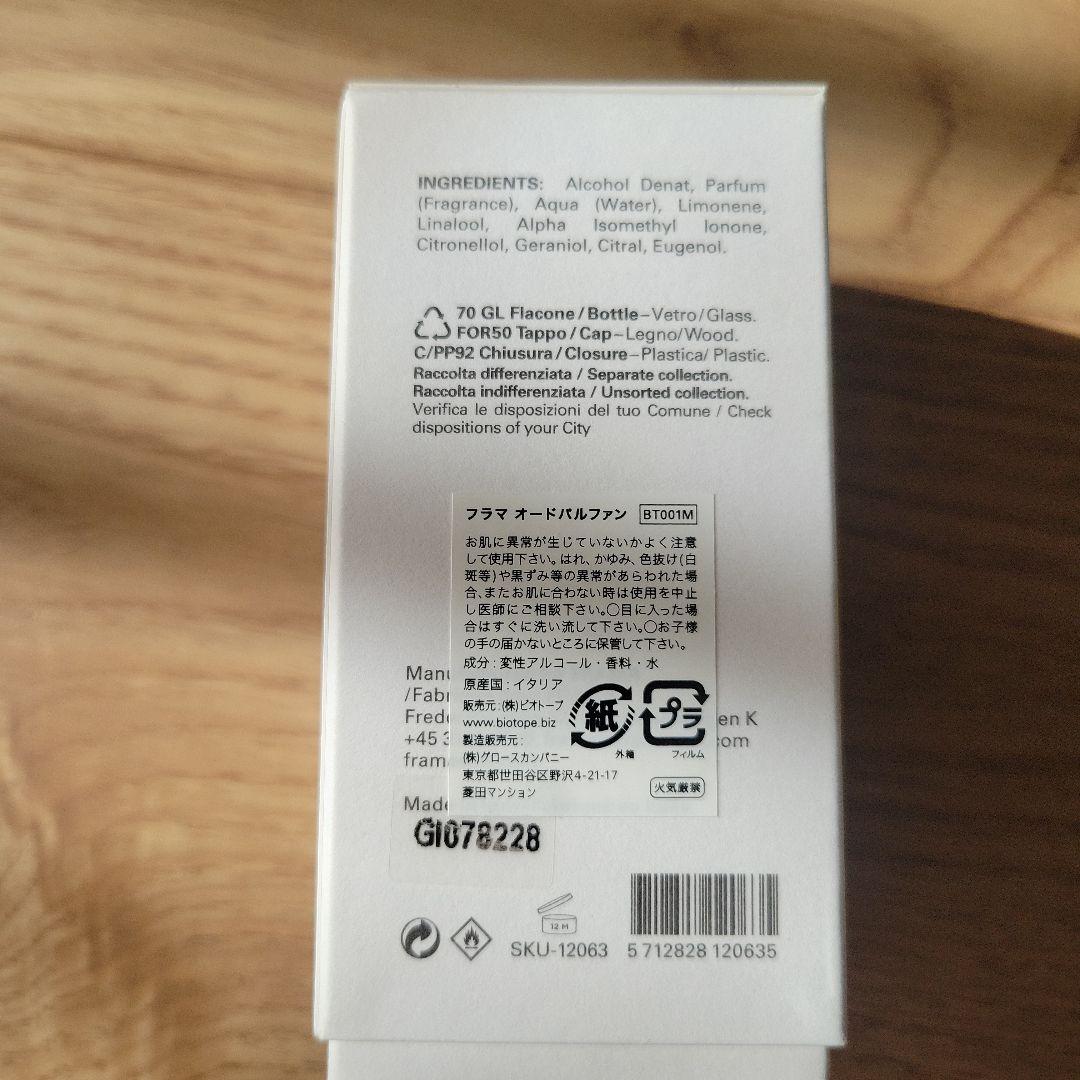 INGREDIENTS: Alcohol Denat, Parfum
(Fragrance), Aqua (Water), Limonene,
Linalool, Alpha Isomethyl Ionone,
Citronellol, Geraniol, Citral, Eugenol.
70 GL Flacone/Bottle–Vetro/Glass.
FOR50 Tappo/Cap–Legno/Wood.
C/PP92 Chiusura/Closure–Plastica/Plastic.
Raccolta differenziata / Separate collection.
Raccolta indifferenziata / Unsorted collection.
Verifica le disposizioni del tuo Comune / Check
dispositions of your City
フラマ オードパルファン BT001M
お肌に異常が生じていないかよく注意
して使用下さい。はれ、かゆみ、色抜け(白
斑等)や黒ずみ等の異常があらわれた場
合、またお肌に合わない時は使用を中止
し医師にご相談下さい。○目に入った場
合はすぐに洗い流して下さい。○お子様
の手の届かないところに保管して下さい。
成分:変性アルコール・香料・水
原産国:イタリア
販売元:(株)ビオトープ
www.biotope.biz
製造販売元:
(株)グロースカンパニー
東京都世田谷区野沢4-21-17
菱田マンション
紙
外箱
プラ
フィルム
火気厳禁
Manu
/Fabr
Frede
en K
+45 3
com
fram
Made
GI078228
12 M
SKU-12063
5 712828 120635